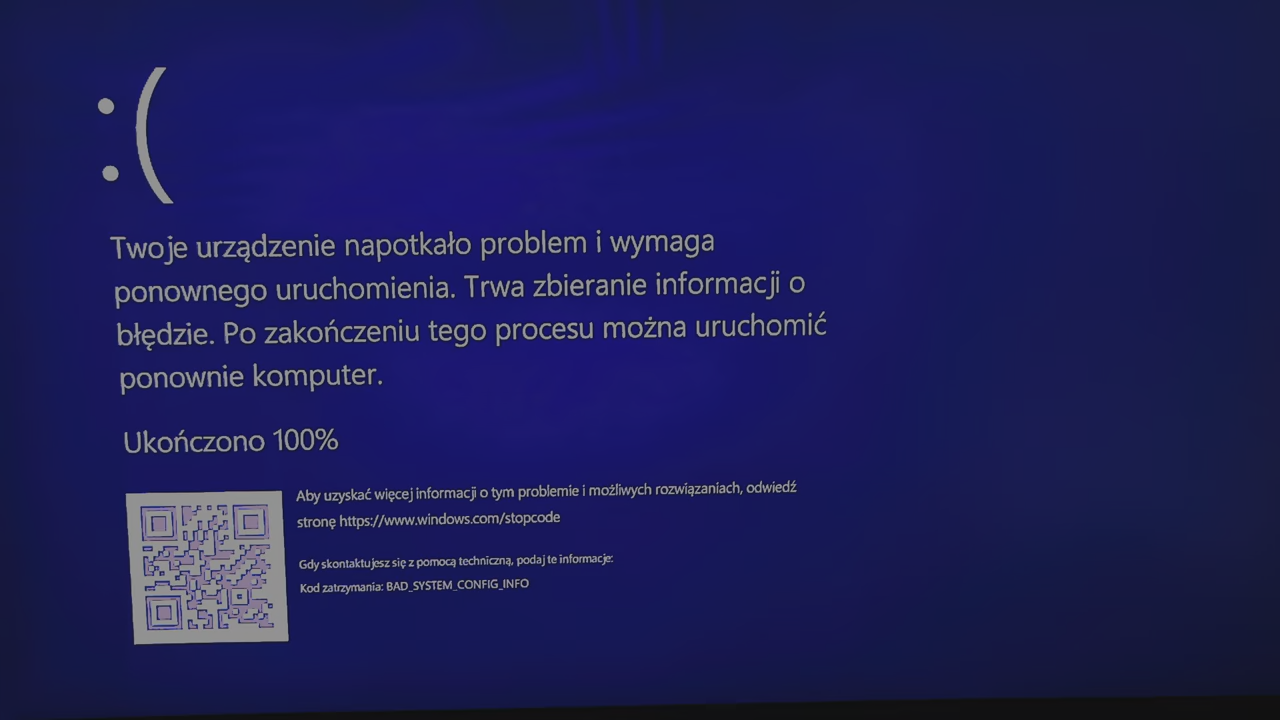 :(
Twoje urządzenie napotkało problem i wymaga
ponownego uruchomienia. Trwa zbieranie informacji o
błędzie. Po zakończeniu tego procesu można uruchomić
ponownie komputer.
Ukończono 100%
Aby uzyskać więcej informacji o tym problemie i możliwych rozwiązaniach, odwiedź
stronę https://www.windows.com/stopcode
Gdy skontaktujesz się z pomocą techniczną, podaj te informacje:
Kod zatrzymania: BAD_SYSTEM_CONFIG_INFO